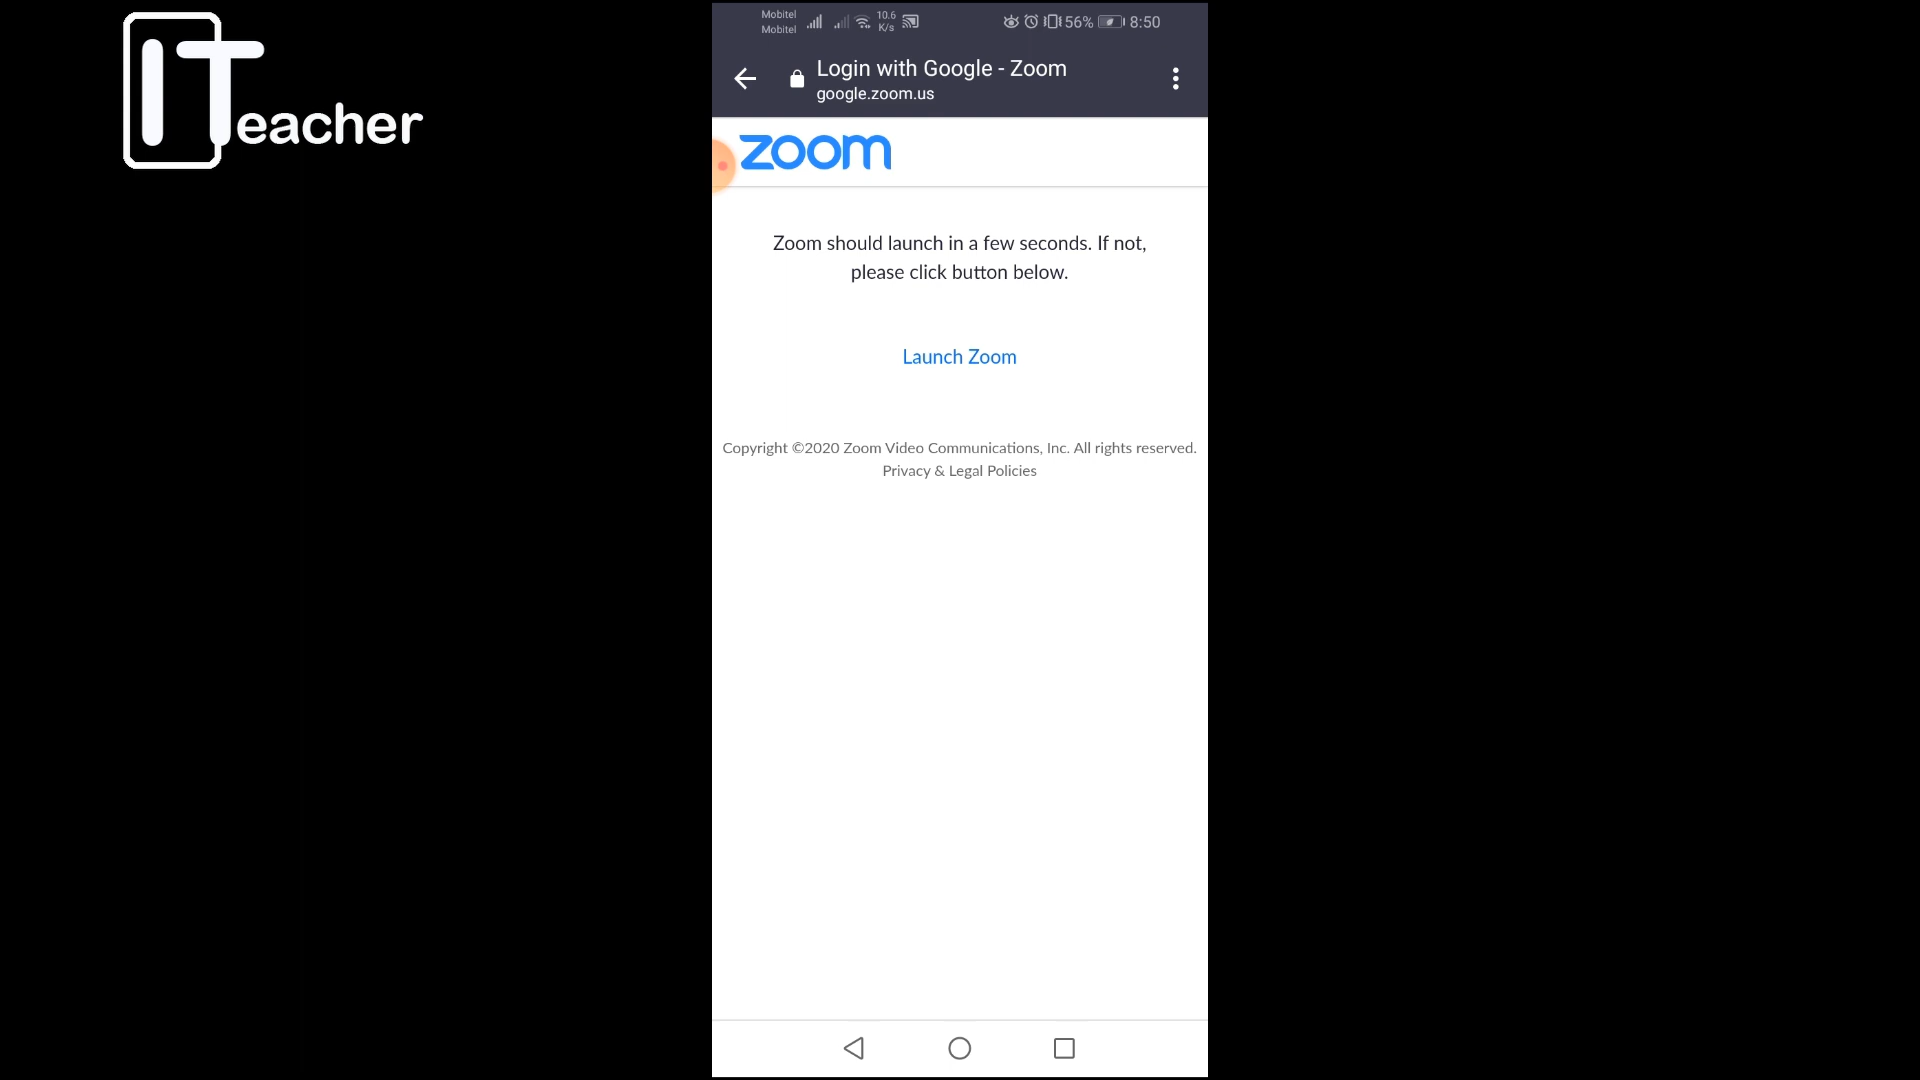 ITeacher
Mobitel
Mobitel
10.6
K/s
56%
8:50
Login with Google - Zoom
google.zoom.us
zoom
Zoom should launch in a few seconds. If not,
please click button below.
Launch Zoom
Copyright ©2020 Zoom Video Communications, Inc. All rights reserved.
Privacy & Legal Policies